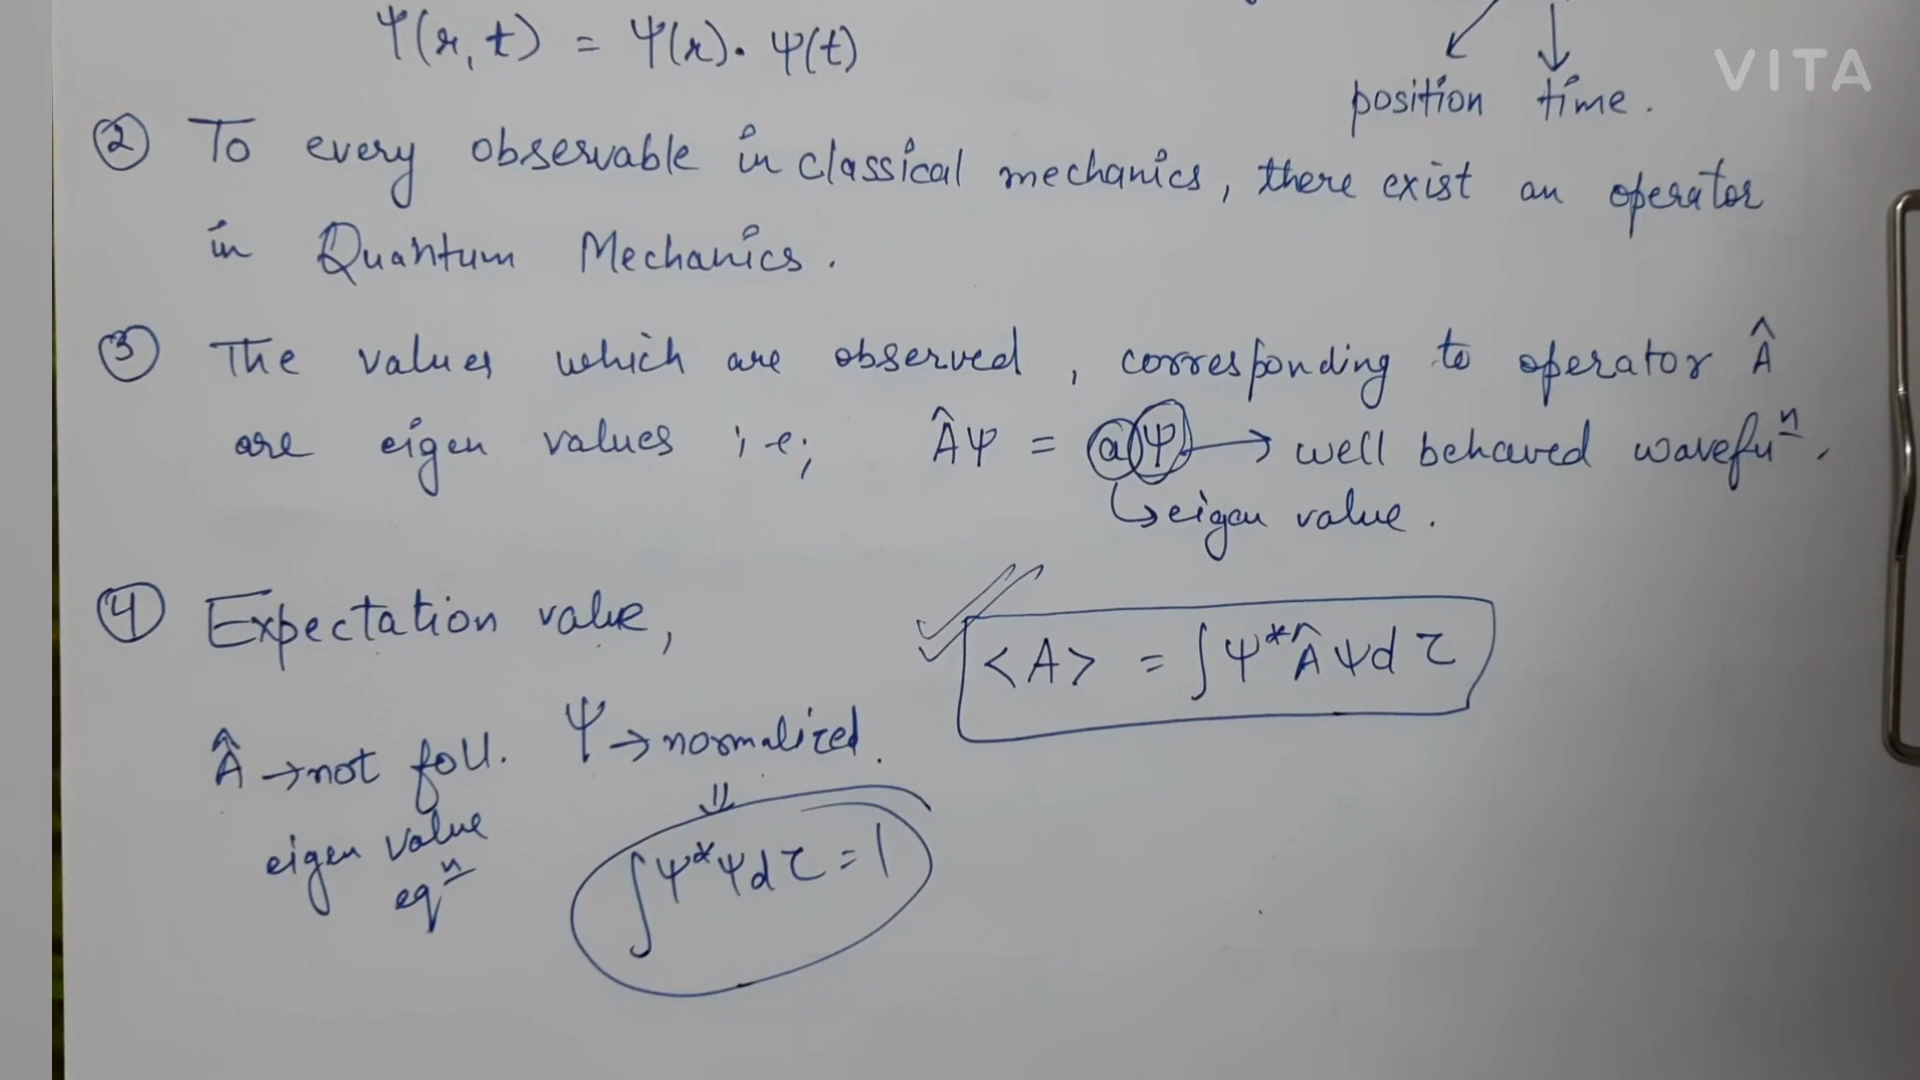 Ψ(r, t) = Ψ(r). Ψ(t)
VITA
position time.
② To every observable in classical mechanics, there exist an operator
in Quantum Mechanics.
③ The values which are observed, corresponding to operator Â
are eigen values i.e; ÂΨ = aΨ → well behaved wavefuⁿ.
↳ eigen value.
④ Expectation value,
<A> = ∫Ψ*ÂΨdτ
Â → not foll. Ψ → normalized.
eigen value
eqⁿ
⇓
∫Ψ*Ψdτ = 1